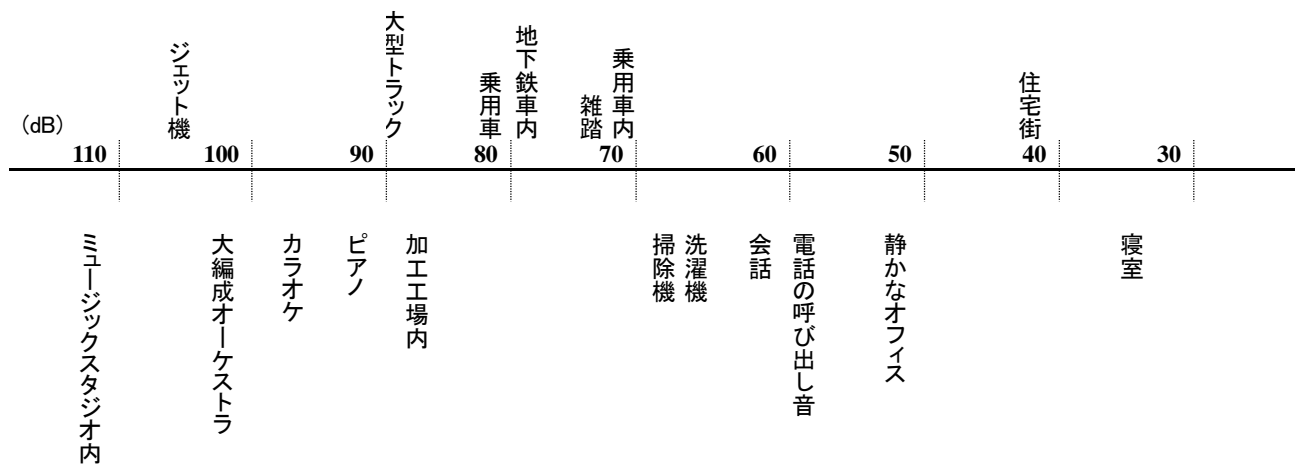 ジェット機
大型トラック
乗用車
地下鉄車内
雑踏
乗用車内
住宅街
(dB)
110 100 90 80 70 60 50 40 30
ミュージックスタジオ内
大編成オーケストラ
カラオケ
ピアノ
加工工場内
掃除機
洗濯機
会話
電話の呼び出し音
静かなオフィス
寝室